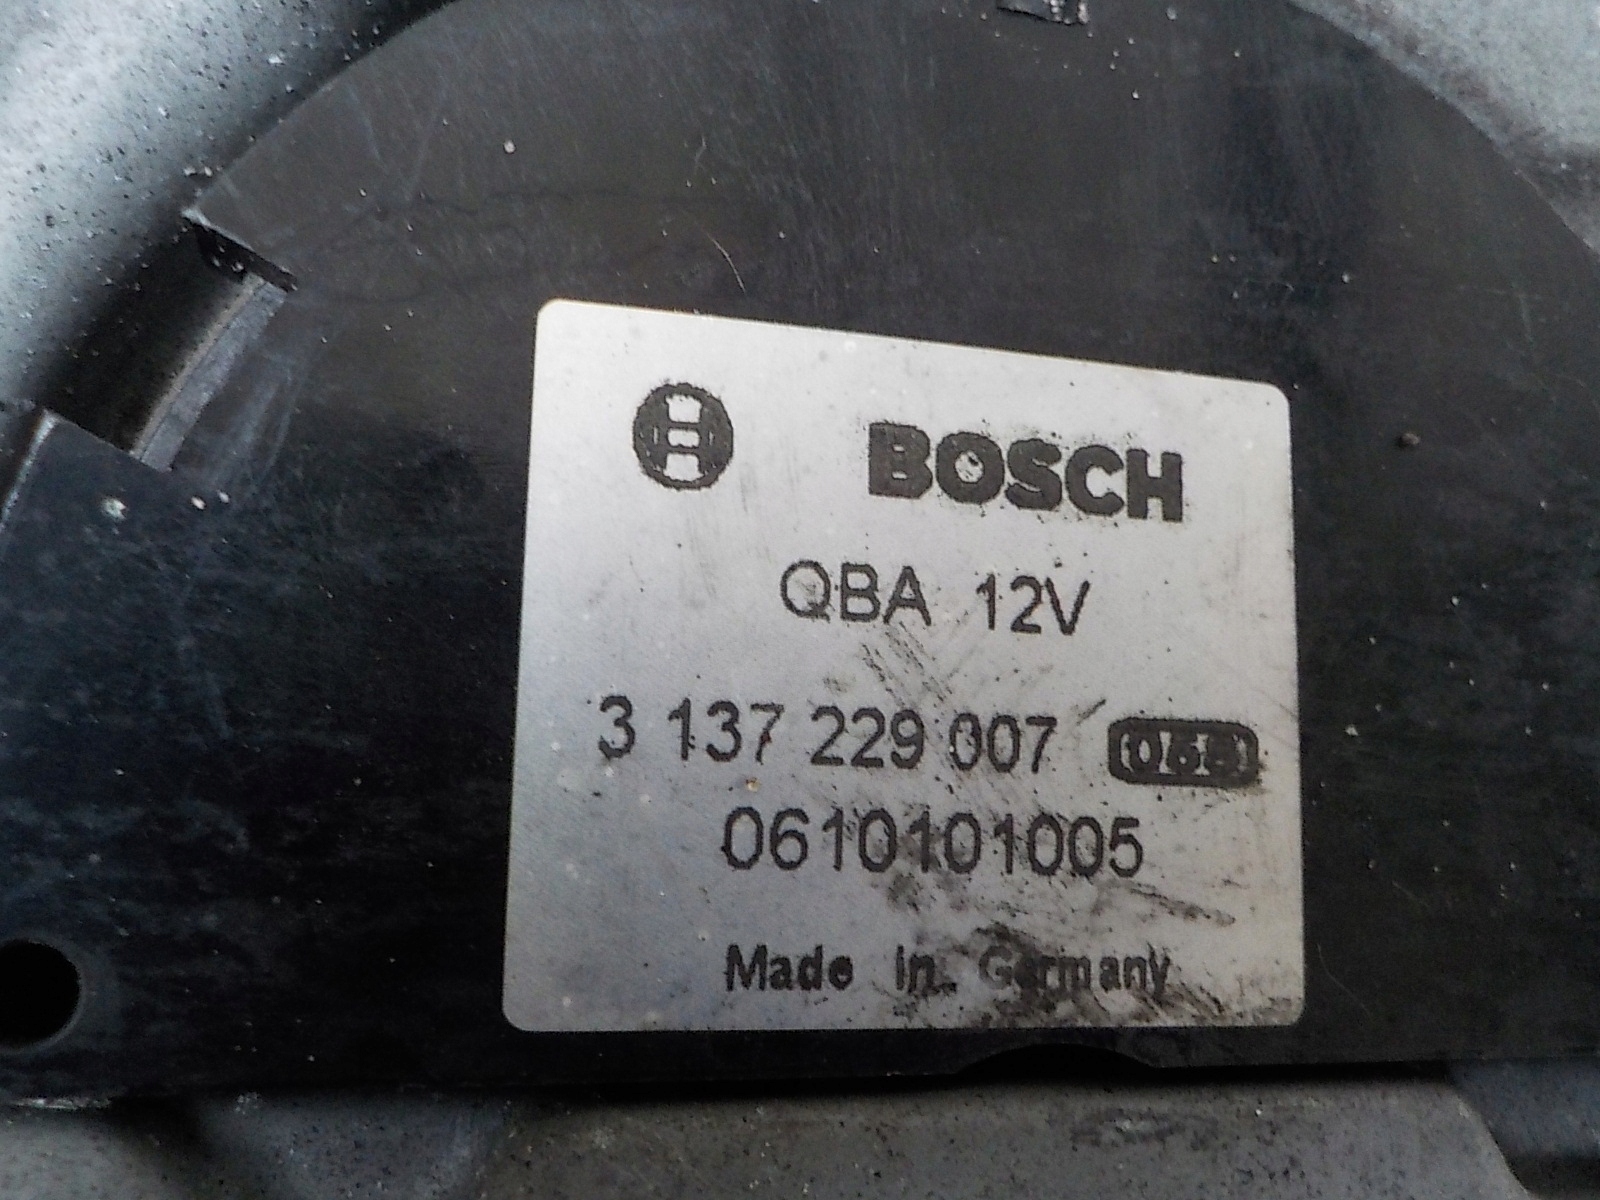 BOSCH
QBA 12V
3 137 229 007
0610101005
Made in Germany